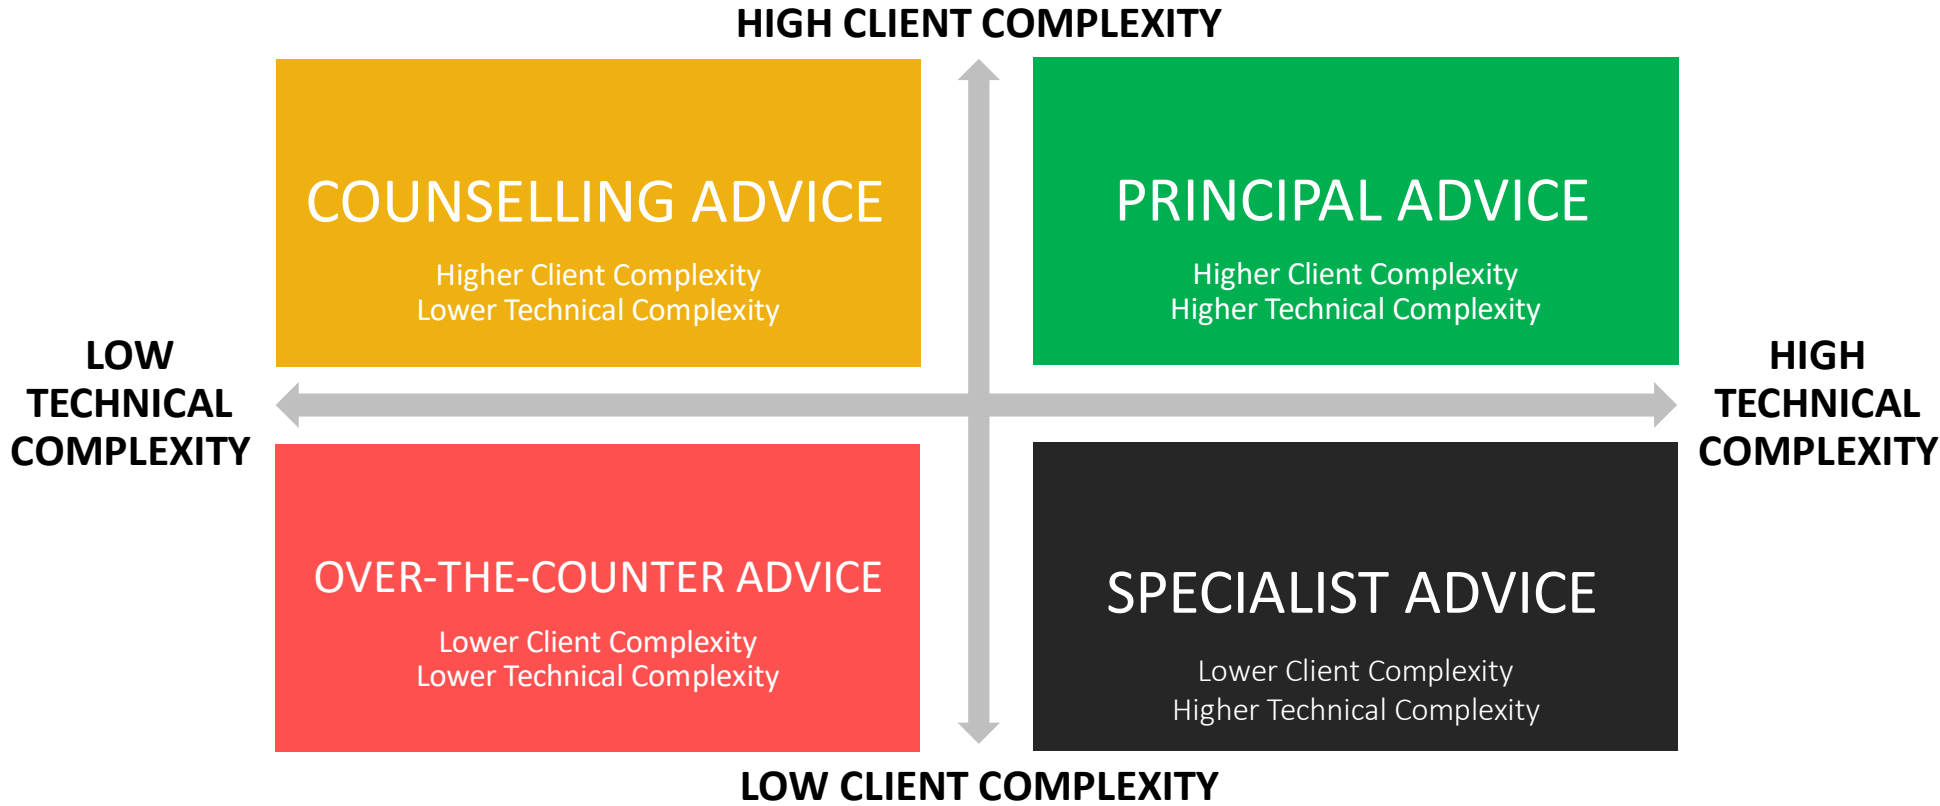 HIGH CLIENT COMPLEXITY
COUNSELLING ADVICE
Higher Client Complexity
Lower Technical Complexity
PRINCIPAL ADVICE
Higher Client Complexity
Higher Technical Complexity
LOW
TECHNICAL
COMPLEXITY
HIGH
TECHNICAL
COMPLEXITY
OVER-THE-COUNTER ADVICE
Lower Client Complexity
Lower Technical Complexity
SPECIALIST ADVICE
Lower Client Complexity
Higher Technical Complexity
LOW CLIENT COMPLEXITY